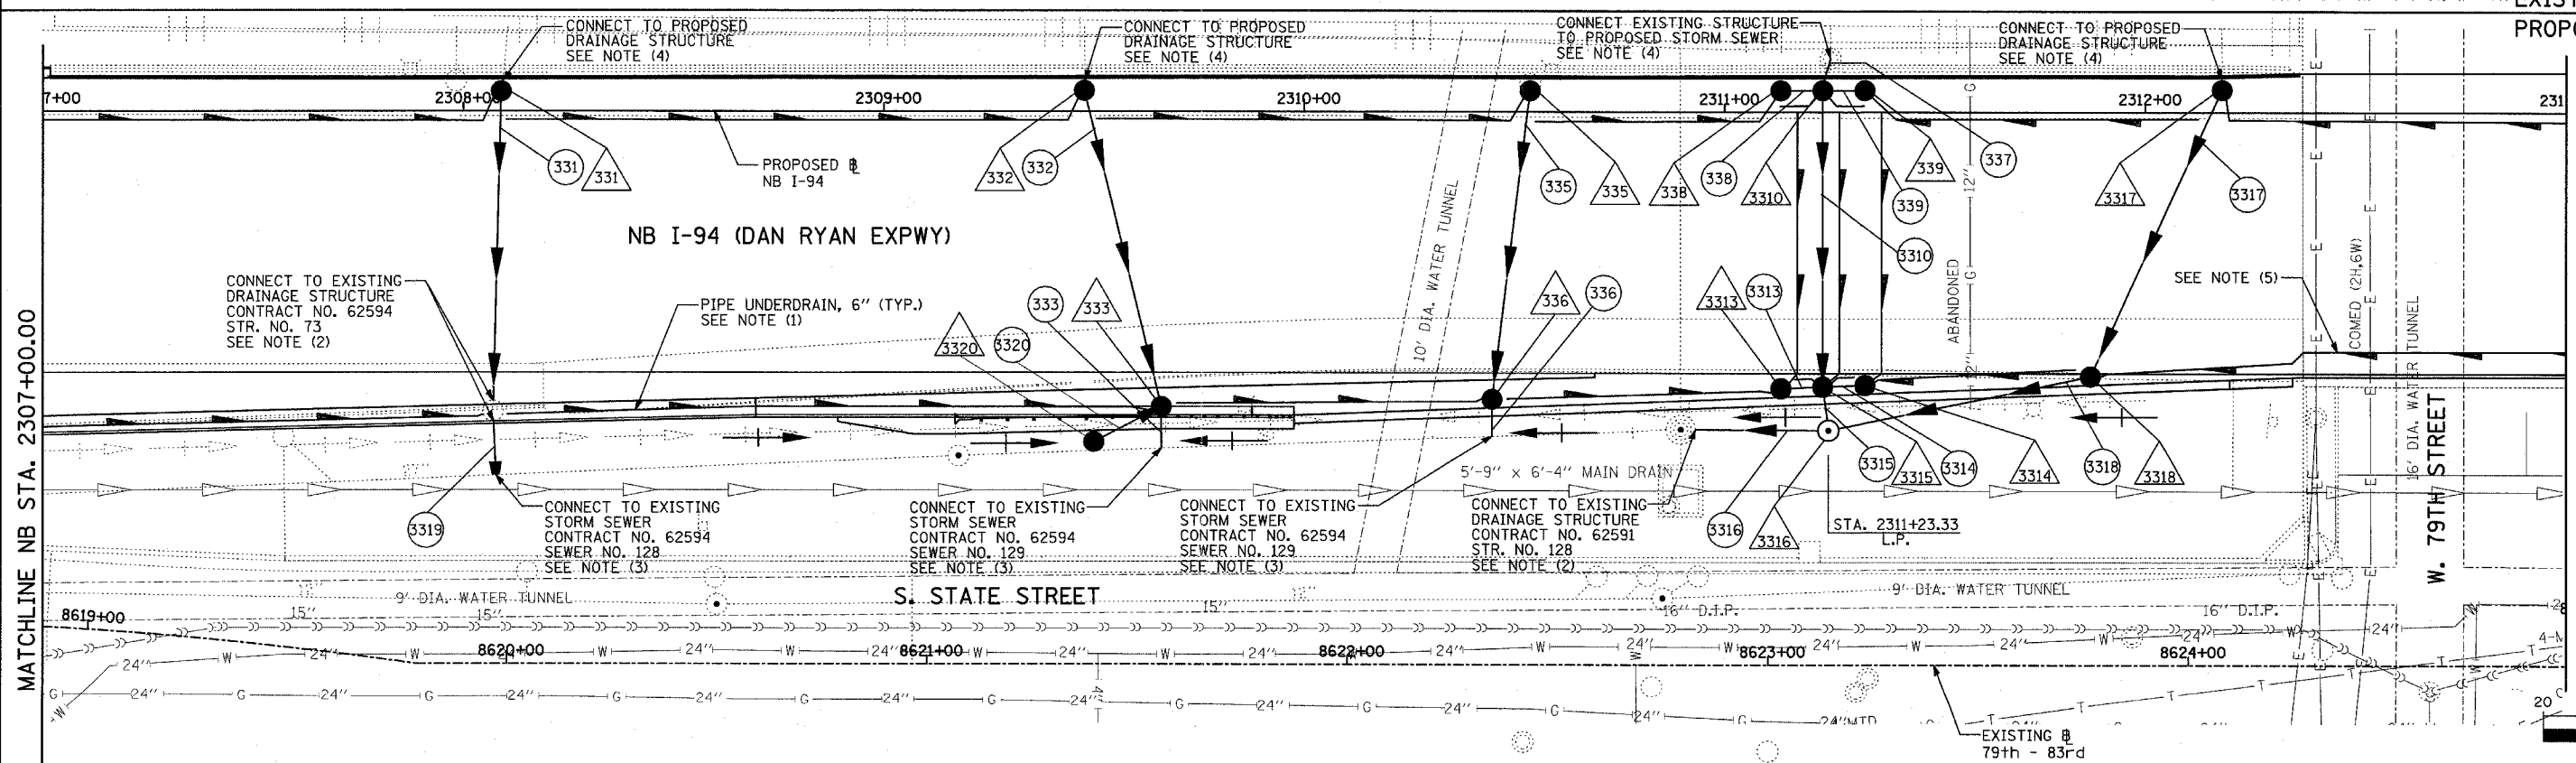 CONNECT TO PROPOSED
DRAINAGE STRUCTURE
SEE NOTE (4)
CONNECT TO PROPOSED
DRAINAGE STRUCTURE
SEE NOTE (4)
CONNECT EXISTING STRUCTURE
TO PROPOSED STORM SEWER
SEE NOTE (4)
CONNECT TO PROPOSED
DRAINAGE STRUCTURE
SEE NOTE (4)
7+00
2308+00
2309+00
2310+00
2311+00
2312+00
331
331
PROPOSED ℄
NB I-94
332
332
335
335
338
338
3310
339
339
337
3317
3317
3310
NB I-94 (DAN RYAN EXPWY)
10' DIA. WATER TUNNEL
12"
G
ABANDONED
12"
G
CONNECT TO EXISTING
DRAINAGE STRUCTURE
CONTRACT NO. 62594
STR. NO. 73
SEE NOTE (2)
PIPE UNDERDRAIN, 6" (TYP.)
SEE NOTE (1)
3320
3320
333
333
336
336
3313
3313
SEE NOTE (5)
COMED (2H,6W)
16' DIA. WATER TUNNEL
W. 79TH STREET
MATCHLINE NB STA. 2307+00.00
5'-9" x 6'-4" MAIN DRAIN
3319
CONNECT TO EXISTING
STORM SEWER
CONTRACT NO. 62594
SEWER NO. 128
SEE NOTE (3)
CONNECT TO EXISTING
STORM SEWER
CONTRACT NO. 62594
SEWER NO. 129
SEE NOTE (3)
CONNECT TO EXISTING
STORM SEWER
CONTRACT NO. 62594
SEWER NO. 129
SEE NOTE (3)
CONNECT TO EXISTING
DRAINAGE STRUCTURE
CONTRACT NO. 62591
STR. NO. 128
SEE NOTE (2)
3316
3316
3315
3315
3314
3314
3318
3318
STA. 2311+23.33
L.P.
9' DIA. WATER TUNNEL
S. STATE STREET
9' DIA. WATER TUNNEL
15"
15"
15"
16" D.I.P.
16" D.I.P.
8619+00
8620+00
8621+00
8622+00
8623+00
8624+00
EXISTING ℄
79th - 83rd
20